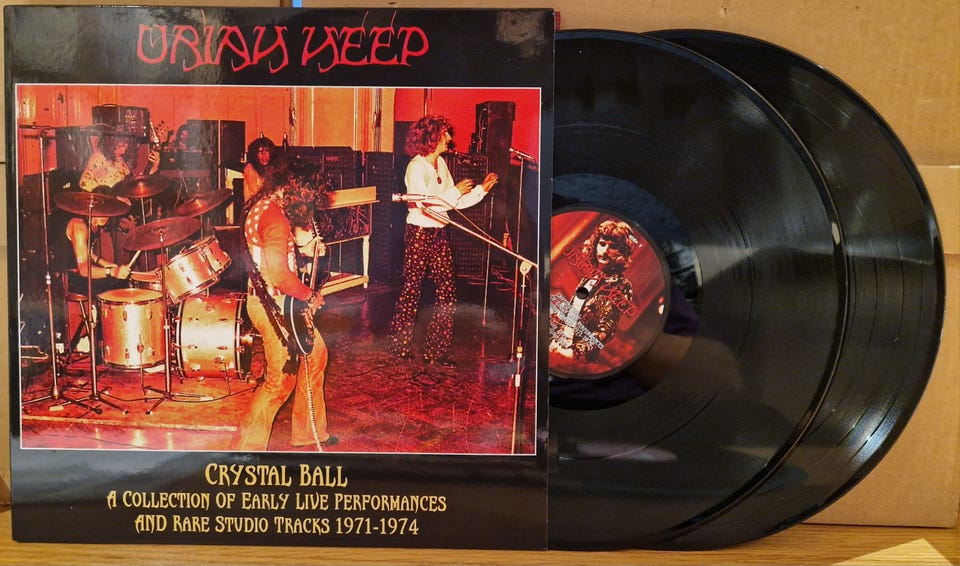 URIAH HEEP
CRYSTAL BALL
A COLLECTION OF EARLY LIVE PERFORMANCES
AND RARE STUDIO TRACKS 1971-1974